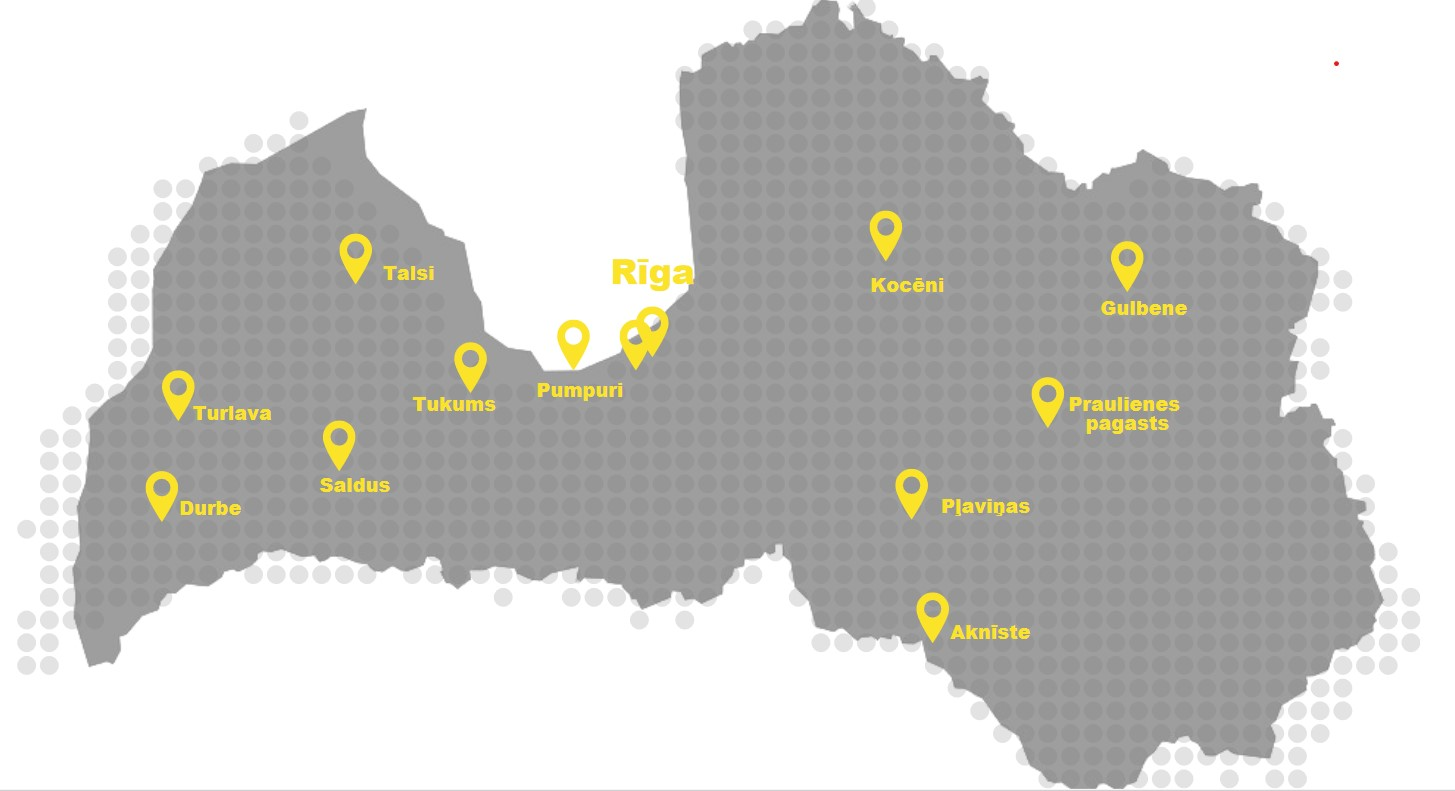 Rīga
Talsi
Kocēni
Gulbene
Pumpuri
Tukums
Praulienes
pagasts
Turlava
Saldus
Durbe
Pļaviņas
Aknīste